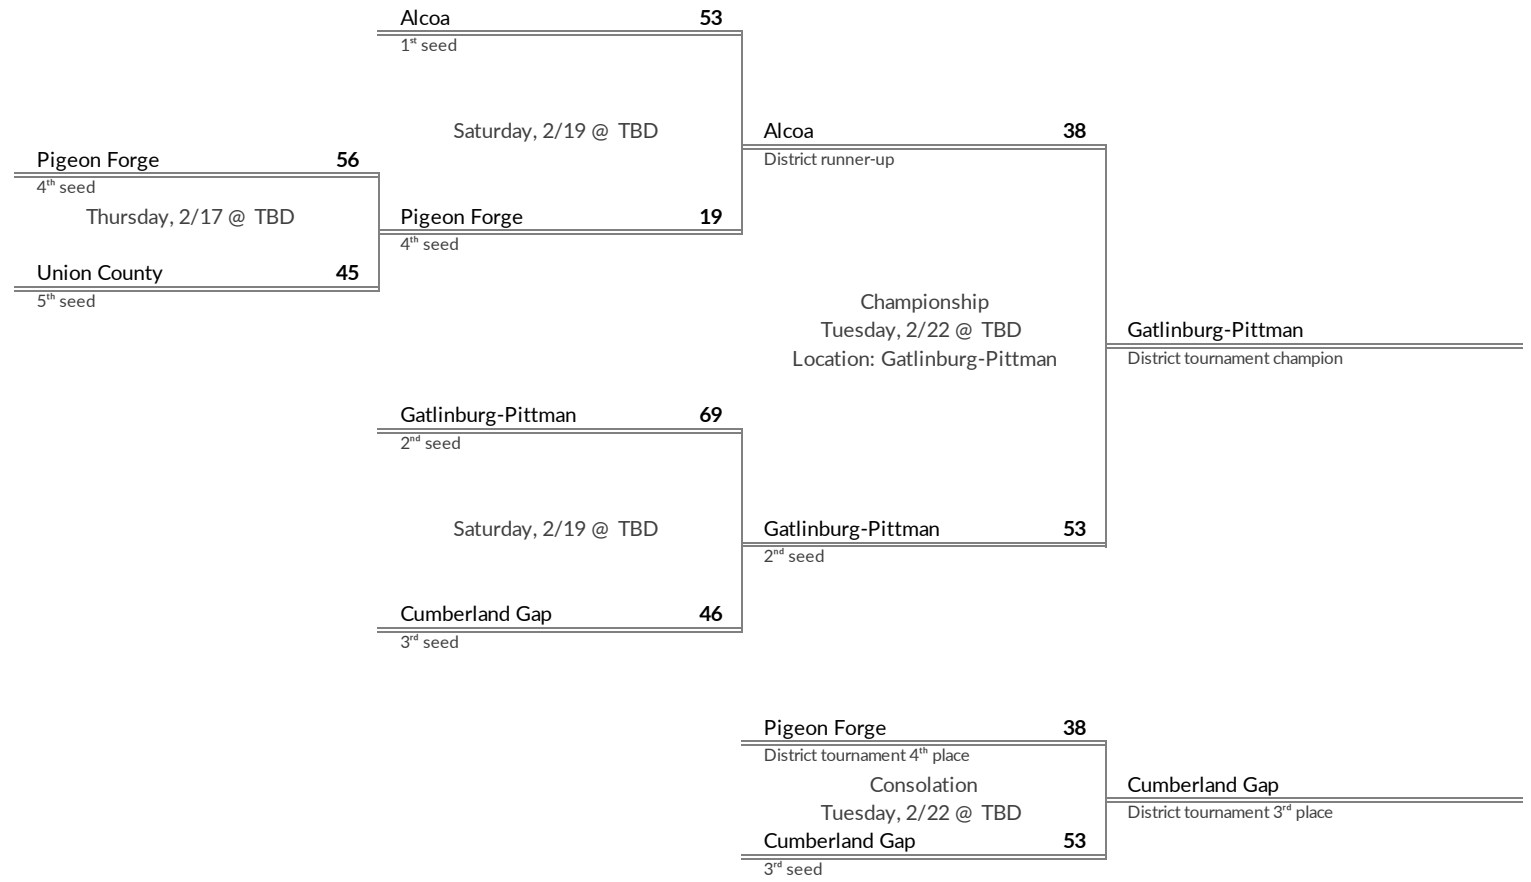 Alcoa 53
1st seed
Saturday, 2/19 @ TBD
Pigeon Forge 56
4th seed
Thursday, 2/17 @ TBD
Union County 45
5th seed
Pigeon Forge 19
4th seed
Alcoa 38
District runner-up
Championship
Tuesday, 2/22 @ TBD
Location: Gatlinburg-Pittman
Gatlinburg-Pittman
District tournament champion
Gatlinburg-Pittman 69
2nd seed
Saturday, 2/19 @ TBD
Gatlinburg-Pittman 53
2nd seed
Cumberland Gap 46
3rd seed
Pigeon Forge 38
District tournament 4th place
Consolation
Tuesday, 2/22 @ TBD
Cumberland Gap 53
3rd seed
Cumberland Gap
District tournament 3rd place